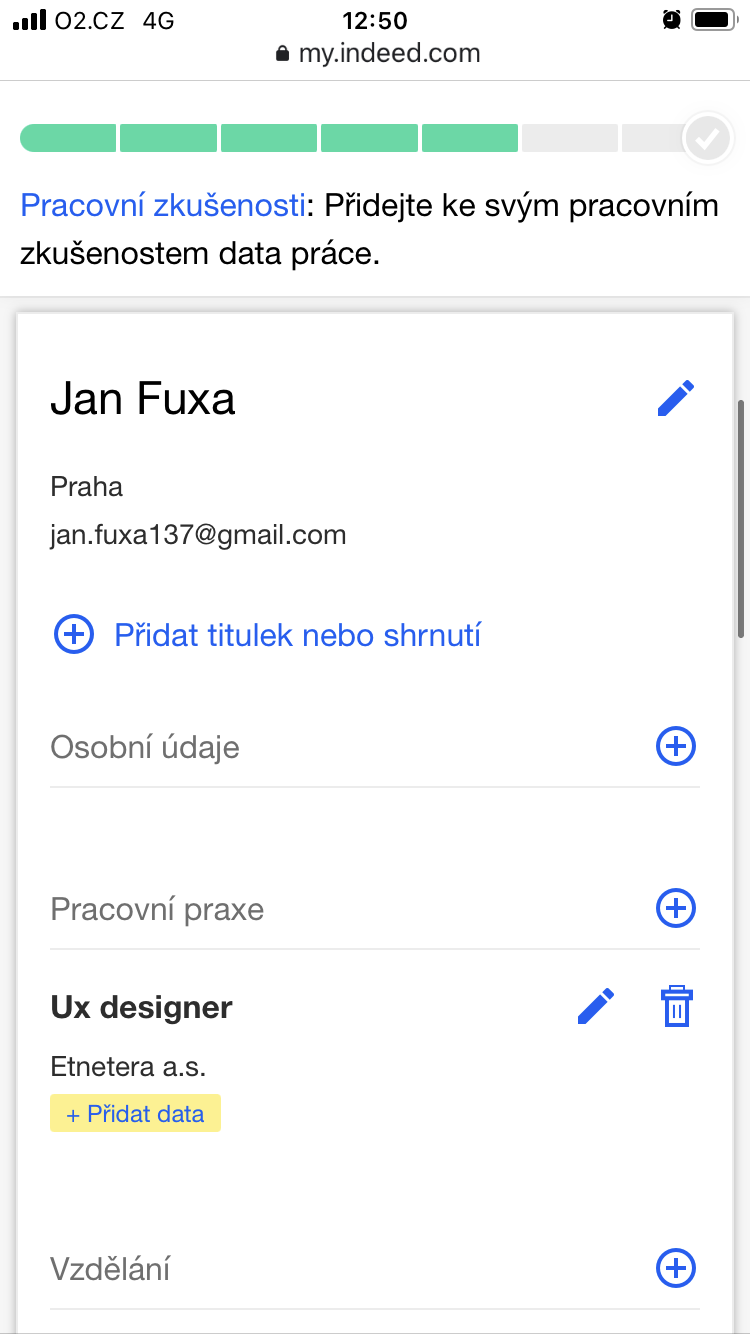 O2.CZ 4G 12:50
my.indeed.com
Pracovní zkušenosti: Přidejte ke svým pracovním
zkušenostem data práce.
Jan Fuxa
Praha
jan.fuxa137@gmail.com
Přidat titulek nebo shrnutí
Osobní údaje
Pracovní praxe
Ux designer
Etnetera a.s.
+ Přidat data
Vzdělání